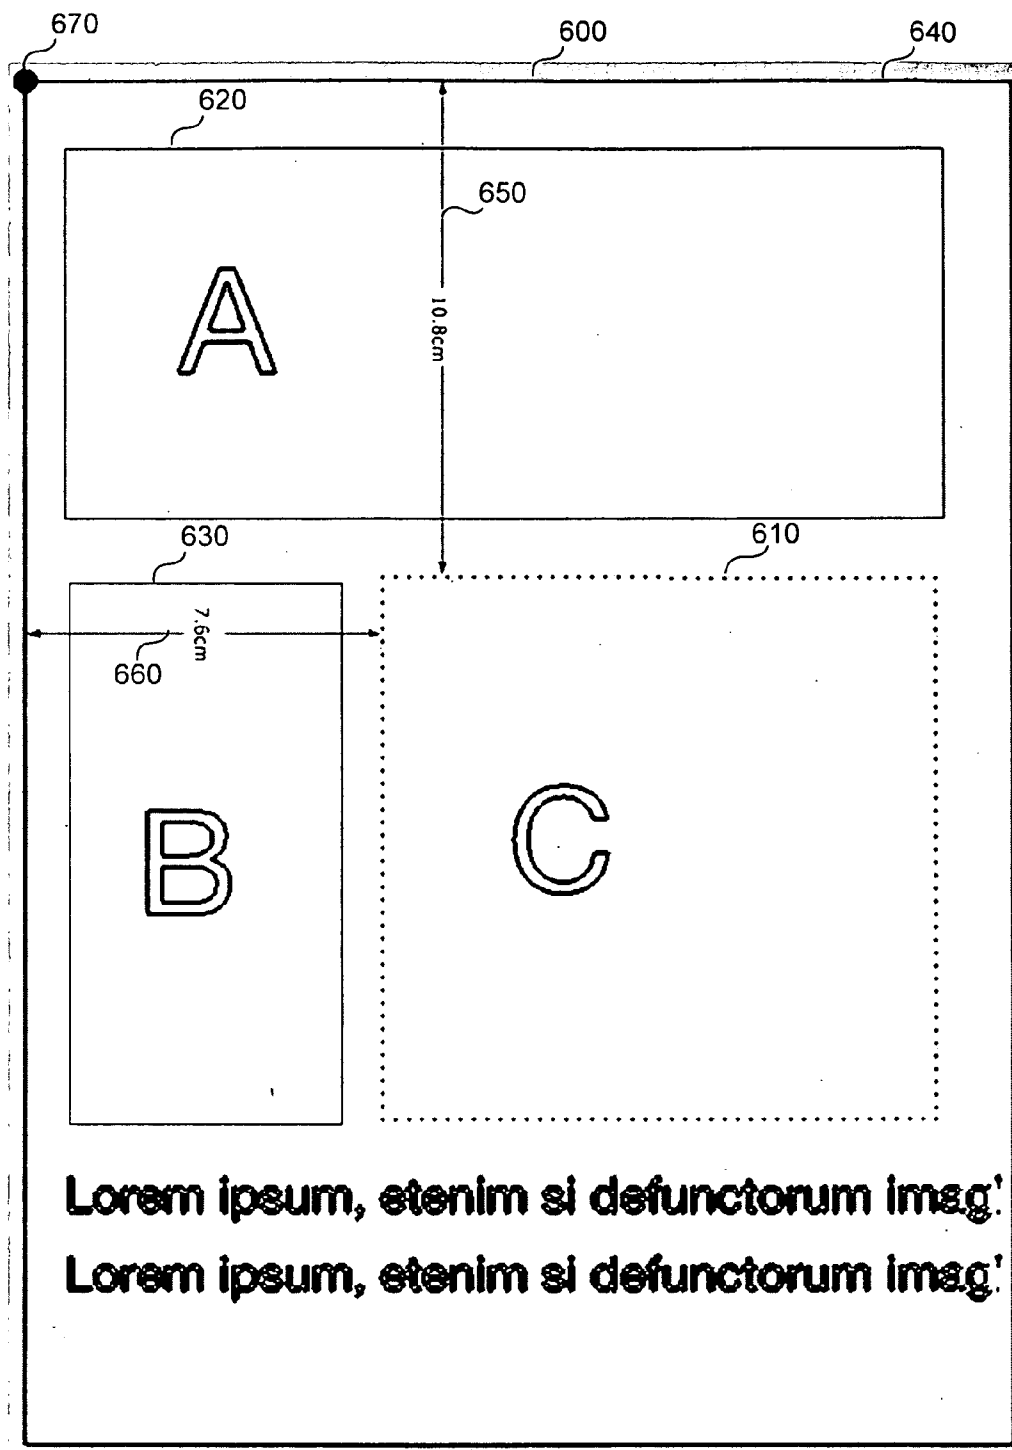 670
600
640
620
650
A
10.8cm
630
610
7.6cm
660
B
C
Lorem ipsum, etenim si defunctorum imag
Lorem ipsum, etenim si defunctorum imag